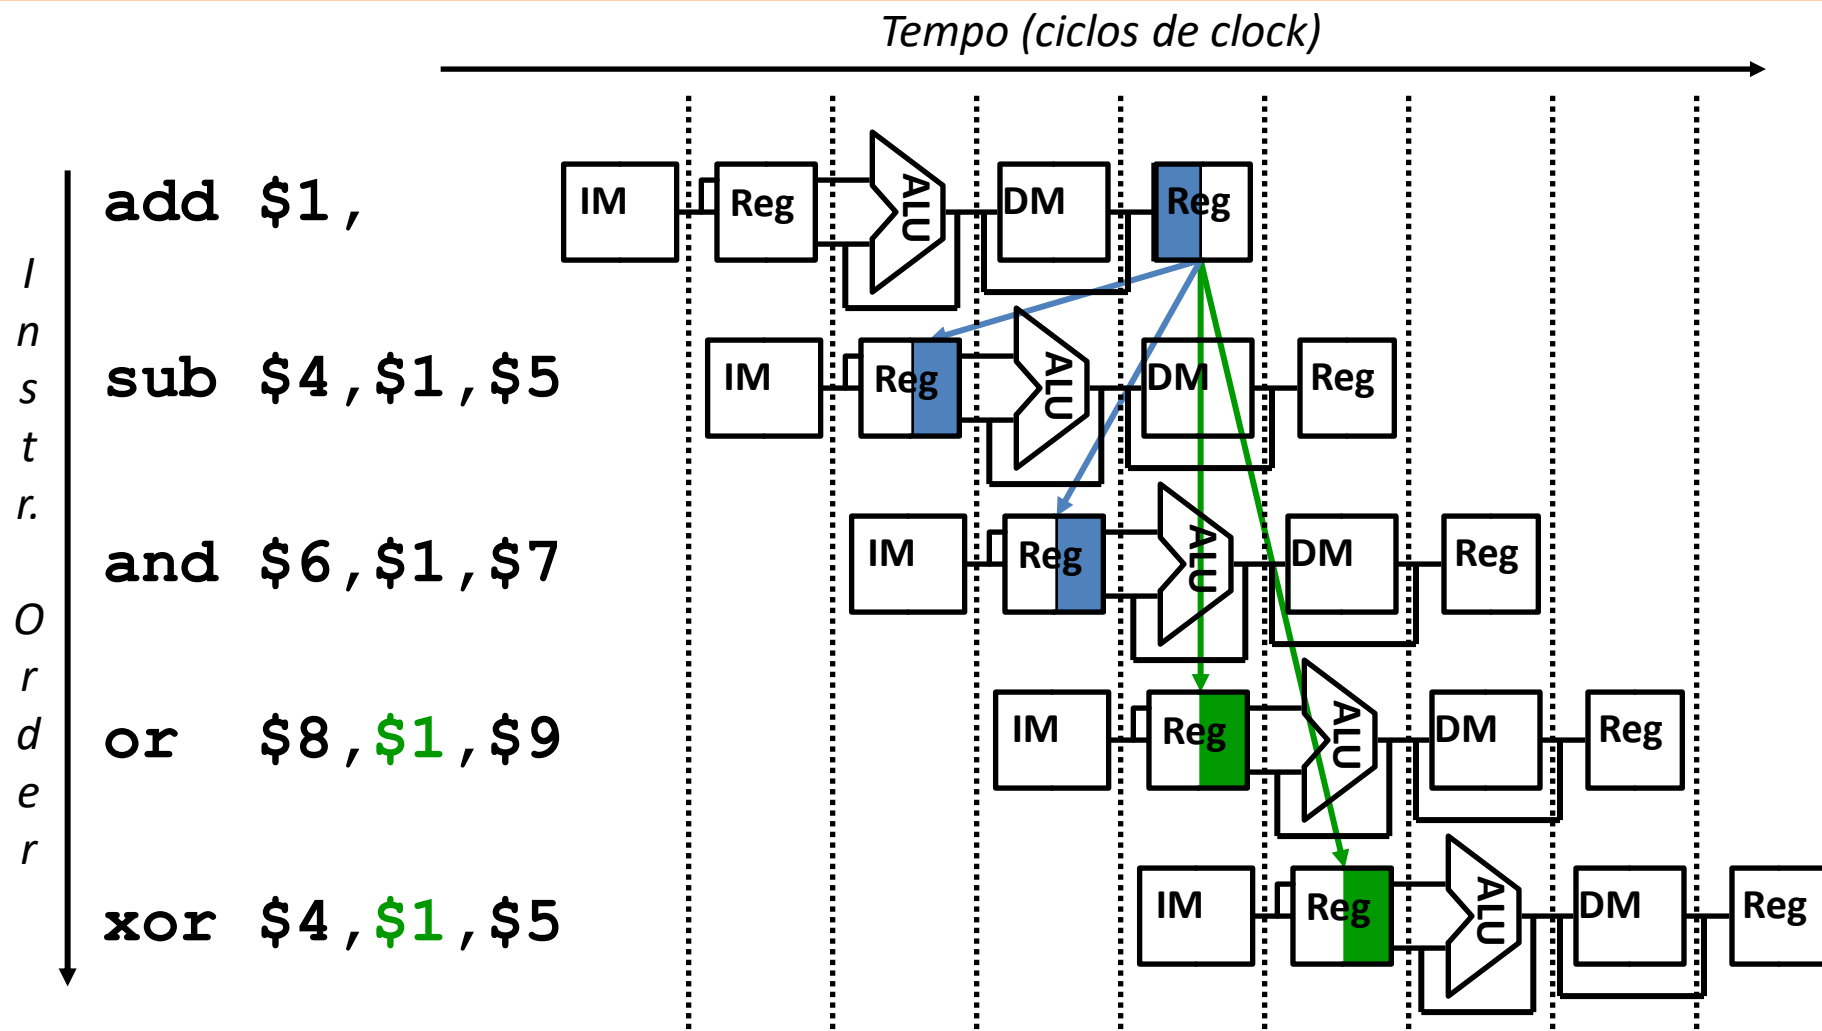 Tempo (ciclos de clock)
Instr. Order
add $1,
IM Reg ALU DM Reg
sub $4,$1,$5
IM Reg ALU DM Reg
and $6,$1,$7
IM Reg ALU DM Reg
or $8,$1,$9
IM Reg ALU DM Reg
xor $4,$1,$5
IM Reg ALU DM Reg